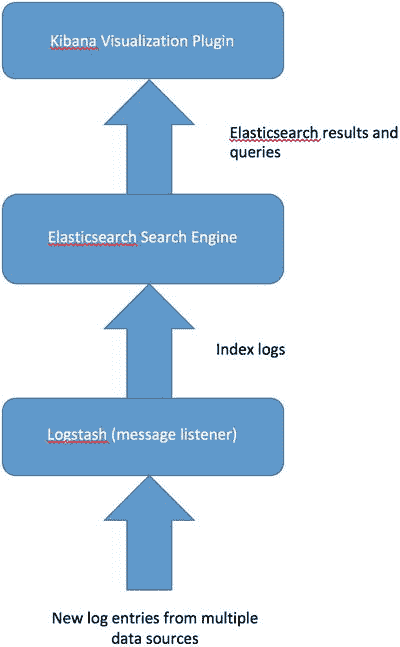 Kibana Visualization Plugin
Elasticsearch results and
queries
Elasticsearch Search Engine
Index logs
Logstash (message listener)
New log entries from multiple
data sources